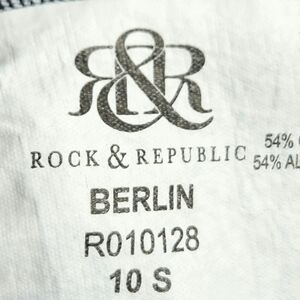 R&R
ROCK & REPUBLIC
54%
54% AL
BERLIN
R010128
10 S